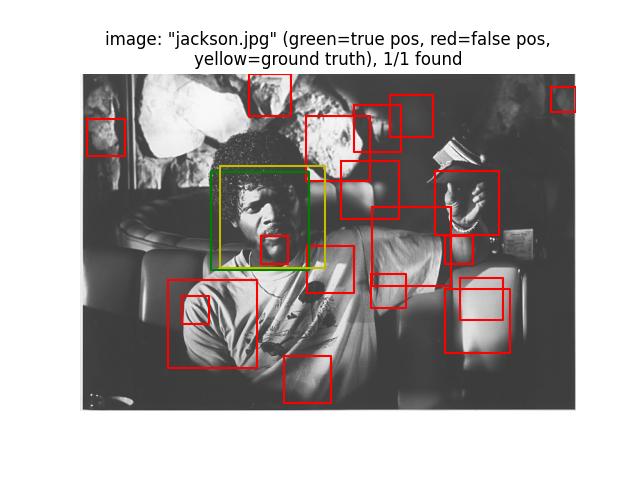 image: "jackson.jpg" (green=true pos, red=false pos,
yellow=ground truth), 1/1 found